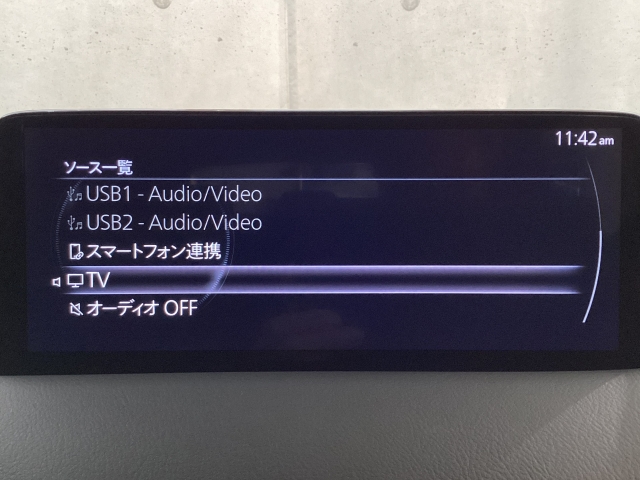 11:42am
ソース一覧
USB1 - Audio/Video
USB2 - Audio/Video
スマートフォン連携
TV
オーディオ OFF